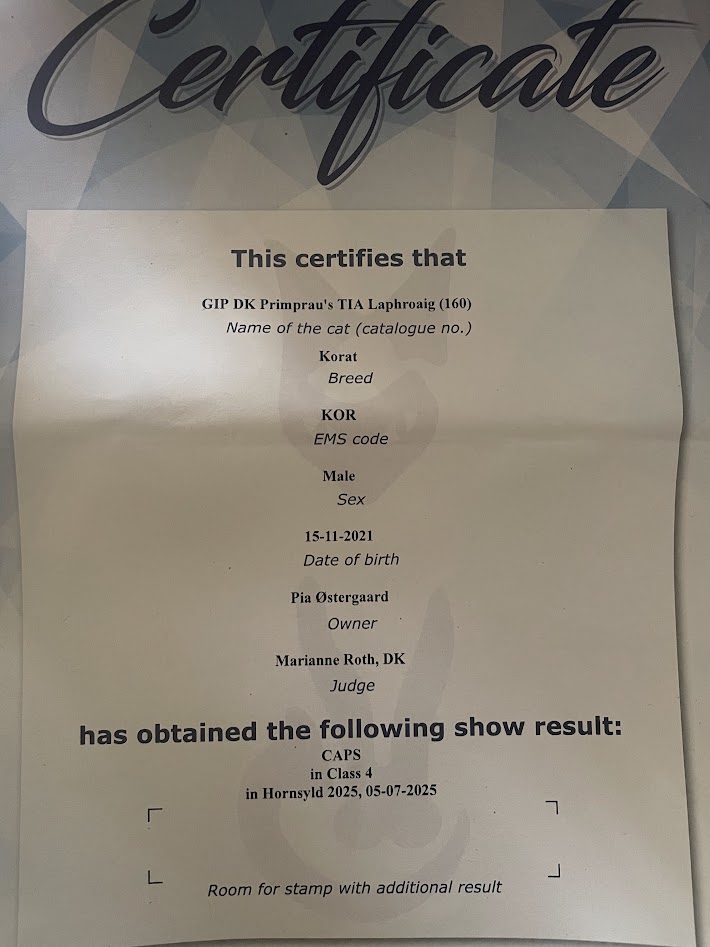 Certificate
This certifies that
GIP DK Primprau's TIA Laphroaig (160)
Name of the cat (catalogue no.)
Korat
Breed
KOR
EMS code
Male
Sex
15-11-2021
Date of birth
Pia Østergaard
Owner
Marianne Roth, DK
Judge
has obtained the following show result:
CAPS
in Class 4
in Hornsyld 2025, 05-07-2025
Room for stamp with additional result